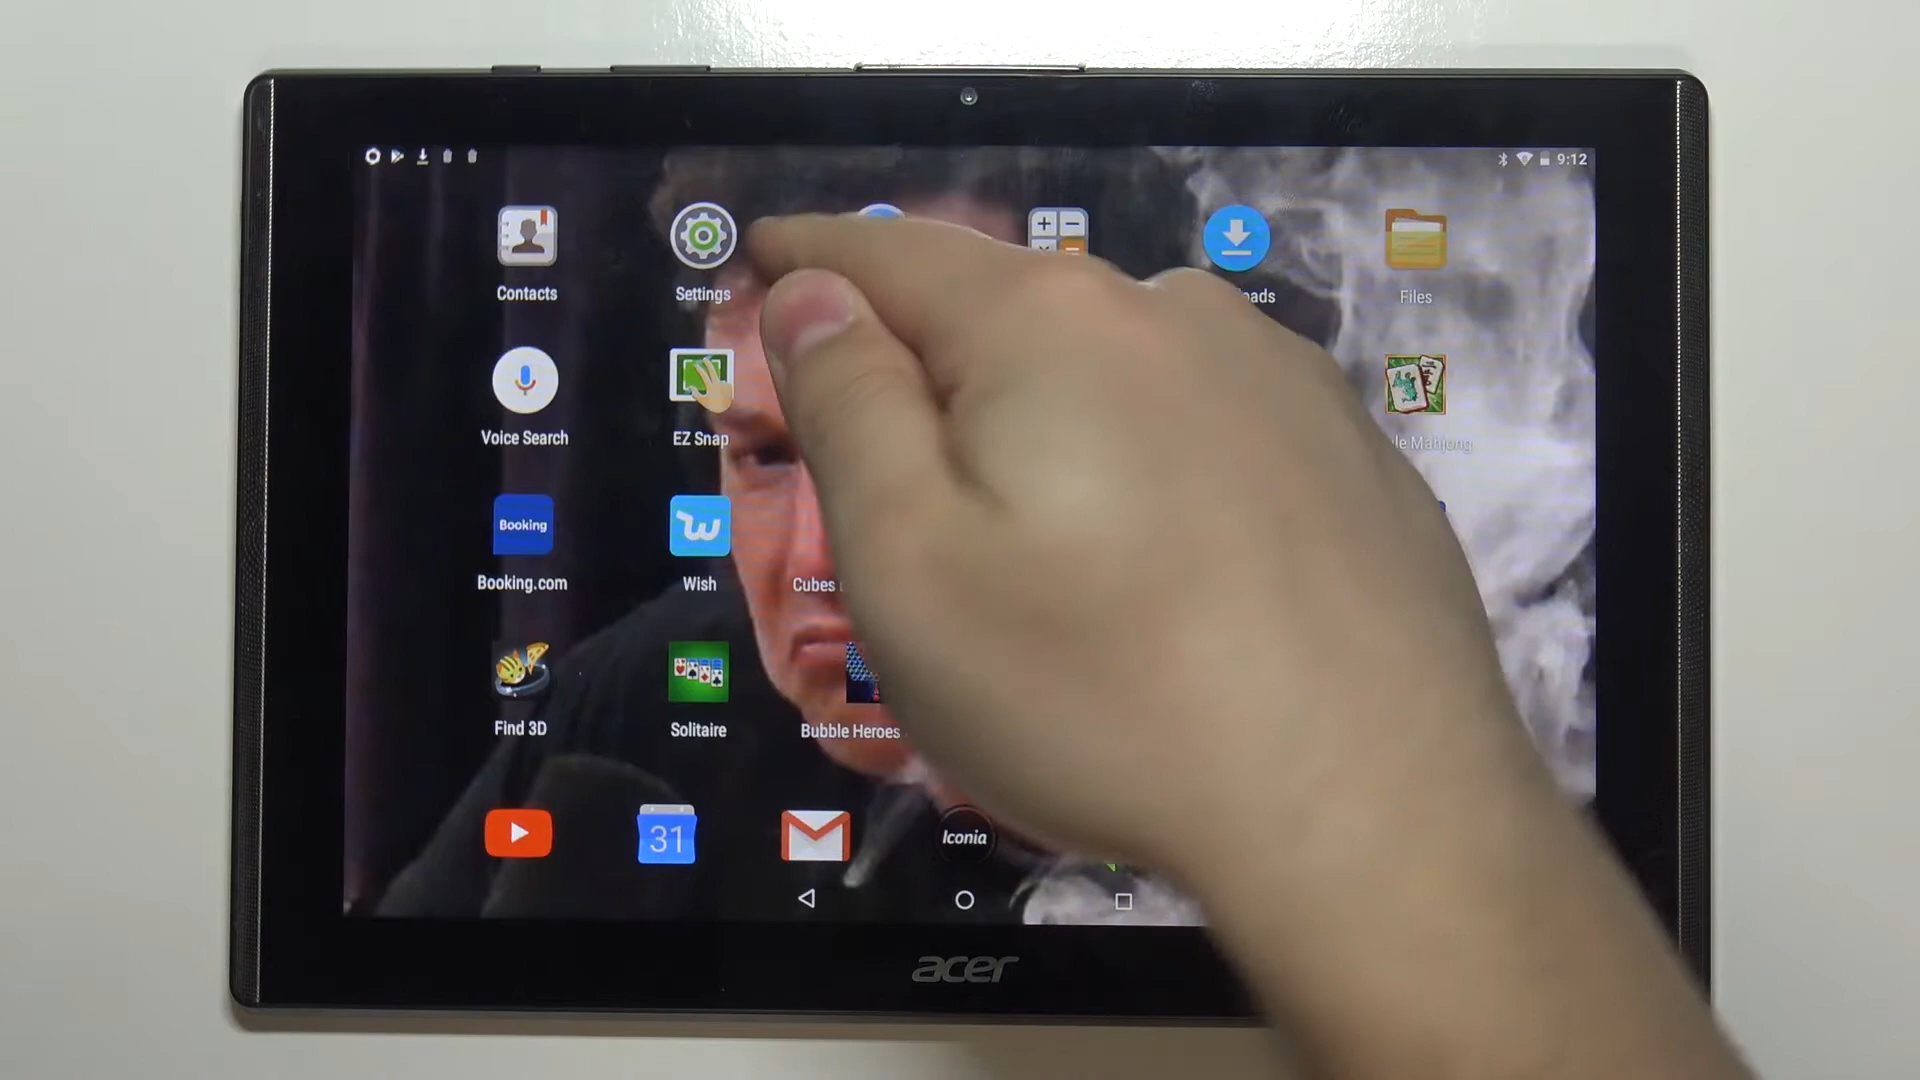 9:12
Contacts
Settings
Files
Voice Search
EZ Snap
Mahjong
Booking
Booking.com
Wish
Cubes
Find 3D
Solitaire
Bubble Heroes
31
Iconia
acer